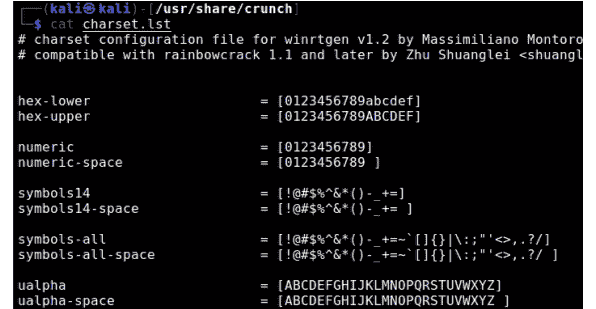 (kali㉿kali)-[/usr/share/crunch]
$ cat charset.lst
# charset configuration file for winrtgen v1.2 by Massimiliano Montoro
# compatible with rainbowcrack 1.1 and later by Zhu Shuanglei <shuangl
hex-lower = [0123456789abcdef]
hex-upper = [0123456789ABCDEF]
numeric = [0123456789]
numeric-space = [0123456789 ]
symbols14 = [!@#$%^&*()-_+=]
symbols14-space = [!@#$%^&*()-_+= ]
symbols-all = [!@#$%^&*()-_+=~`[]{}|\:;"'<>,.?/]
symbols-all-space = [!@#$%^&*()-_+=~`[]{}|\:;"'<>,.?/ ]
ualpha = [ABCDEFGHIJKLMNOPQRSTUVWXYZ]
ualpha-space = [ABCDEFGHIJKLMNOPQRSTUVWXYZ ]